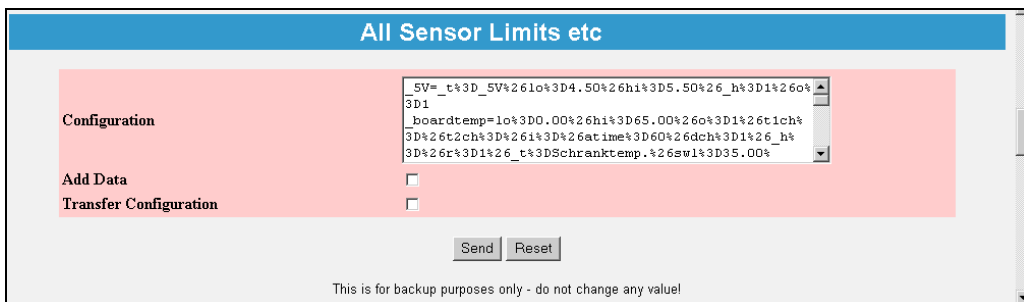 All Sensor Limits etc
Configuration
_5V=_t%3D_5V%26lo%3D4.50%26hi%3D5.50%26_h%3D1%26o%
3D1
_boardtemp=lo%3D0.00%26hi%3D65.00%26o%3D1%26t1ch%
3D%26t2ch%3D%26i%3D%26atime%3D60%26dch%3D1%26_h%
3D%26r%3D1%26_t%3DSchranktemp.%26swl%3D35.00%
Add Data
Transfer Configuration
Send Reset
This is for backup purposes only - do not change any value!